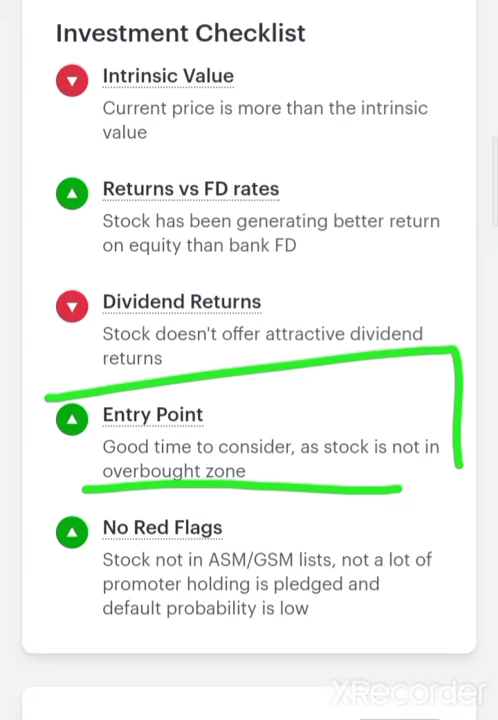 Investment Checklist
Intrinsic Value
Current price is more than the intrinsic
value
Returns vs FD rates
Stock has been generating better return
on equity than bank FD
Dividend Returns
Stock doesn't offer attractive dividend
returns
Entry Point
Good time to consider, as stock is not in
overbought zone
No Red Flags
Stock not in ASM/GSM lists, not a lot of
promoter holding is pledged and
default probability is low
XRecorder